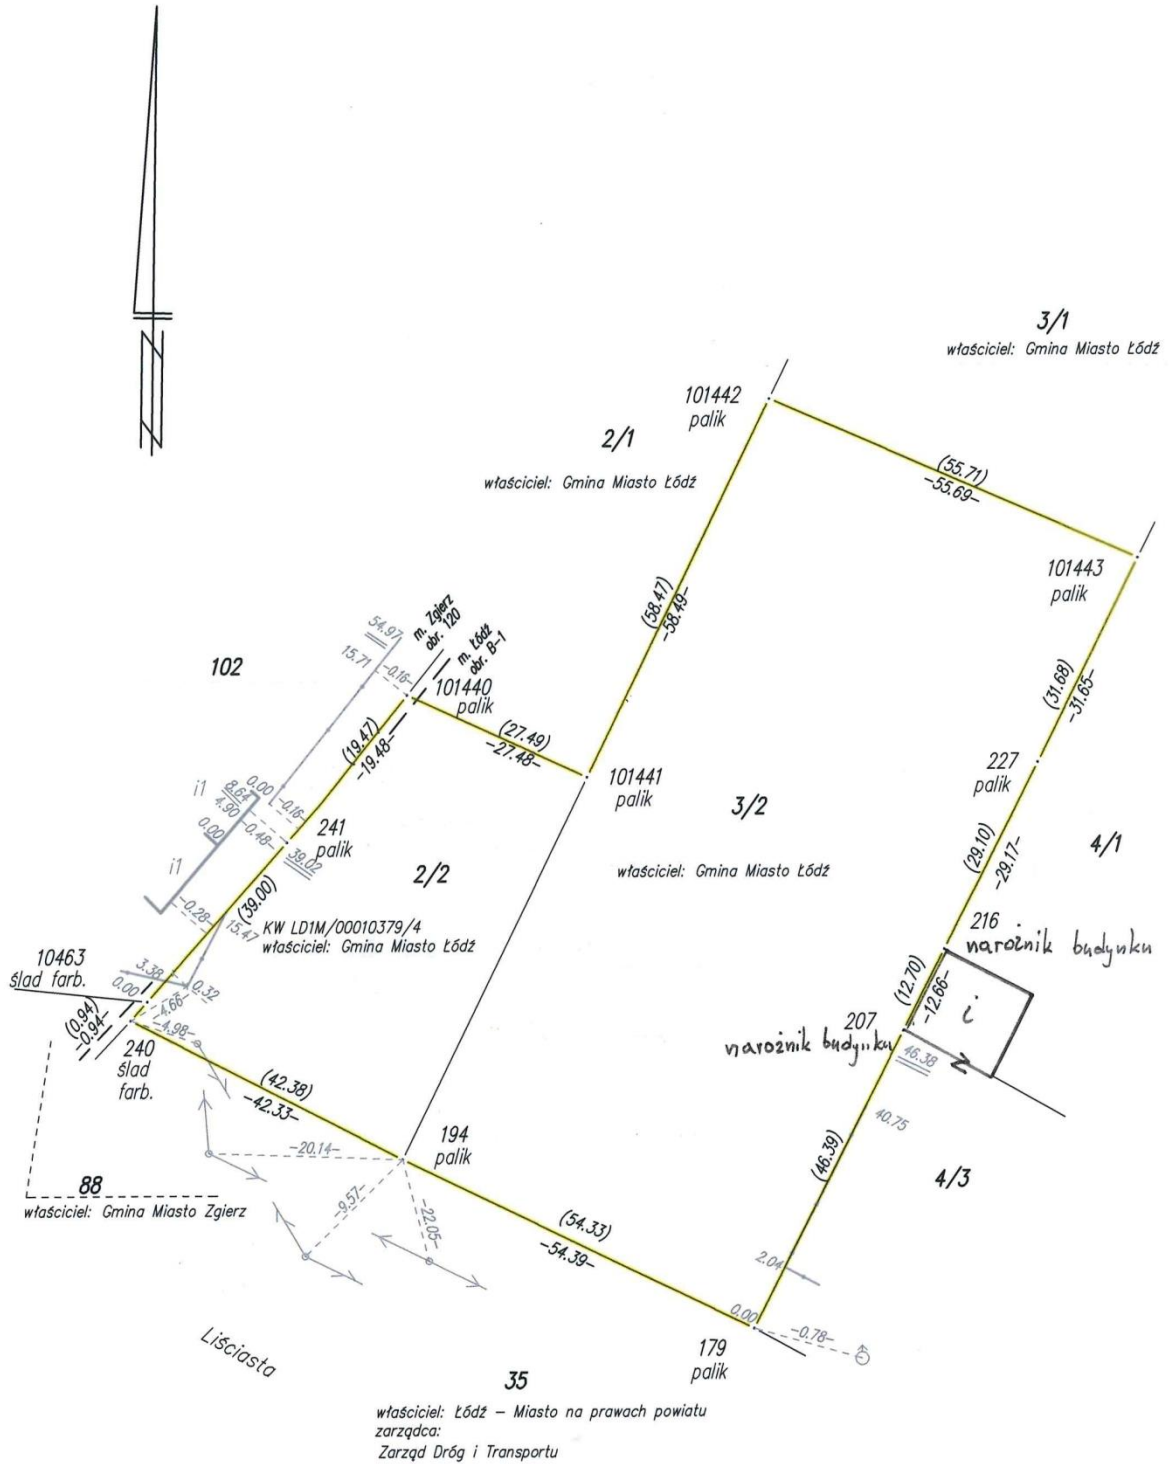 3/1
właściciel: Gmina Miasto Łódź
101442
palik
2/1
właściciel: Gmina Miasto Łódź
(55.71)
-55.69-
101443
palik
(58.47)
-58.49-
54.97
15.71
-0.16-
m. Zgierz
obr. 120
m. Łódź
obr. B-1
102
101440
palik
(27.49)
-27.48-
(31.68)
-31.65-
(19.47)
-19.48-
101441
palik
227
palik
i1
8.64
4.90
0.00
0.00
-0.16-
-0.48-
241
palik
39.02
3/2
4/1
(29.10)
-29.17-
i1
2/2
właściciel: Gmina Miasto Łódź
-0.28-
(39.00)
15.47
KW LD1M/00010379/4
właściciel: Gmina Miasto Łódź
216
narożnik budynku
10463
ślad farb.
3.38
0.00
0.32
-4.66-
-4.98-
(0.94)
-0.94-
(12.70)
-12.66-
i
207
narożnik budynku
46.38
240
ślad
farb.
(42.38)
-42.33-
40.75
194
palik
-20.14-
(46.39)
4/3
88
właściciel: Gmina Miasto Zgierz
-9.57-
-22.05-
(54.33)
-54.39-
2.04
0.00
-0.78-
Liściasta
179
palik
35
właściciel: Łódź – Miasto na prawach powiatu
zarządca:
Zarząd Dróg i Transportu